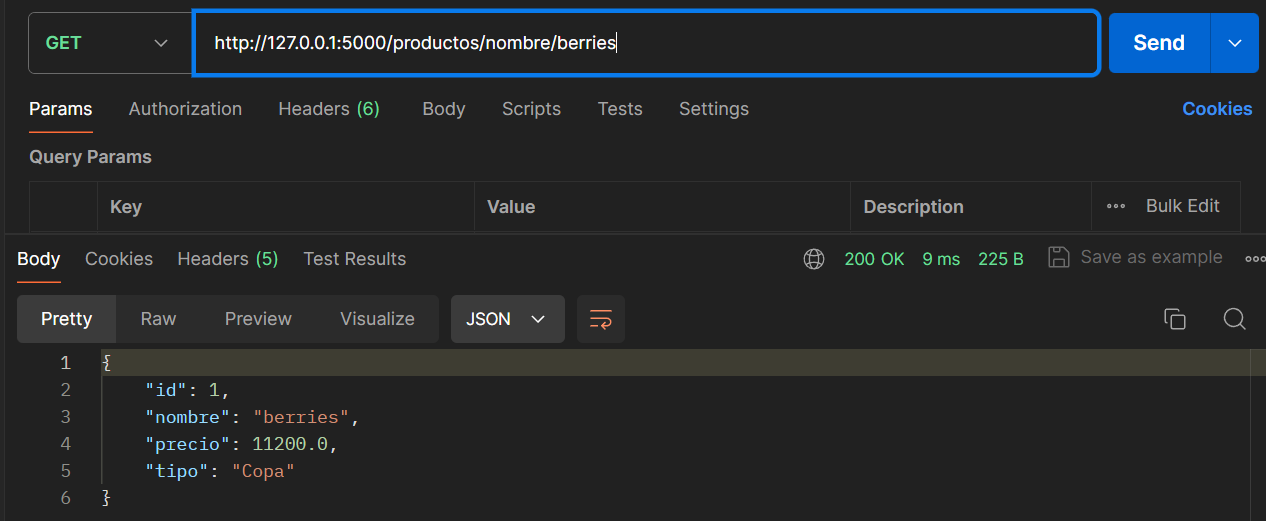 GET http://127.0.0.1:5000/productos/nombre/berries Send
Params Authorization Headers (6) Body Scripts Tests Settings Cookies
Query Params
Key Value Description Bulk Edit
Body Cookies Headers (5) Test Results 200 OK 9 ms 225 B Save as example
Pretty Raw Preview Visualize JSON
1 {
2 "id": 1,
3 "nombre": "berries",
4 "precio": 11200.0,
5 "tipo": "Copa"
6 }